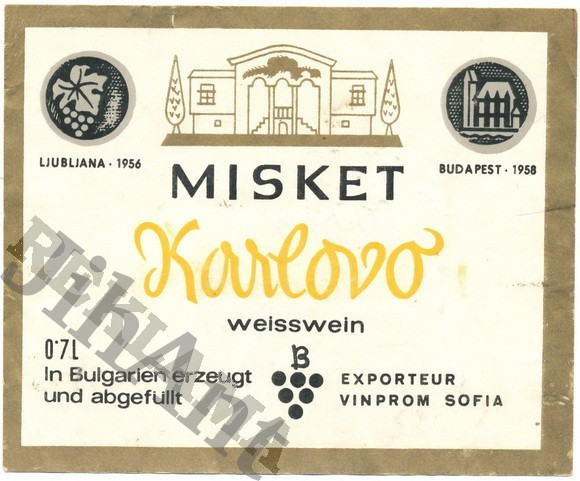 LJUBLJANA · 1956
BUDAPEST · 1958
MISKET
Karlovo
weisswein
0.7L
In Bulgarien erzeugt
und abgefüllt
B
EXPORTEUR
VINPROM SOFIA